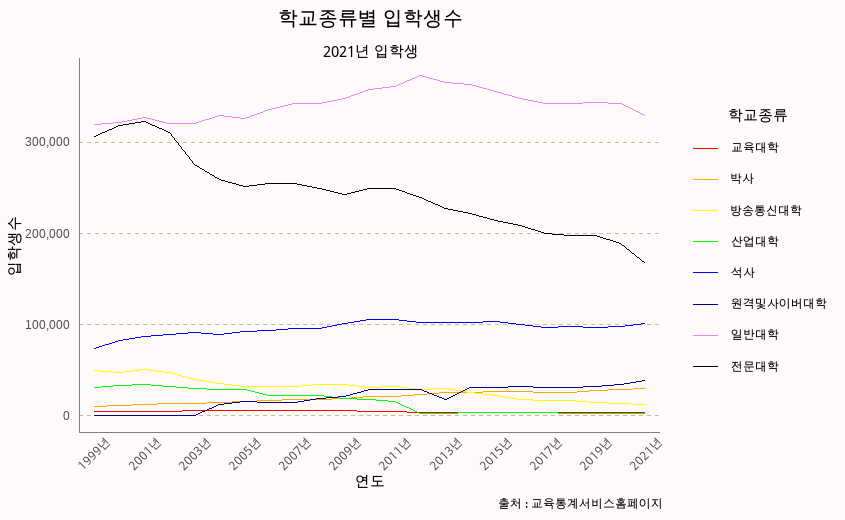 학교종류별 입학생수
2021년 입학생
입학생수
300,000
200,000
100,000
0
1999년
2001년
2003년
2005년
2007년
2009년
2011년
2013년
2015년
2017년
2019년
2021년
연도
학교종류
교육대학
박사
방송통신대학
산업대학
석사
원격및사이버대학
일반대학
전문대학
출처 : 교육통계서비스홈페이지